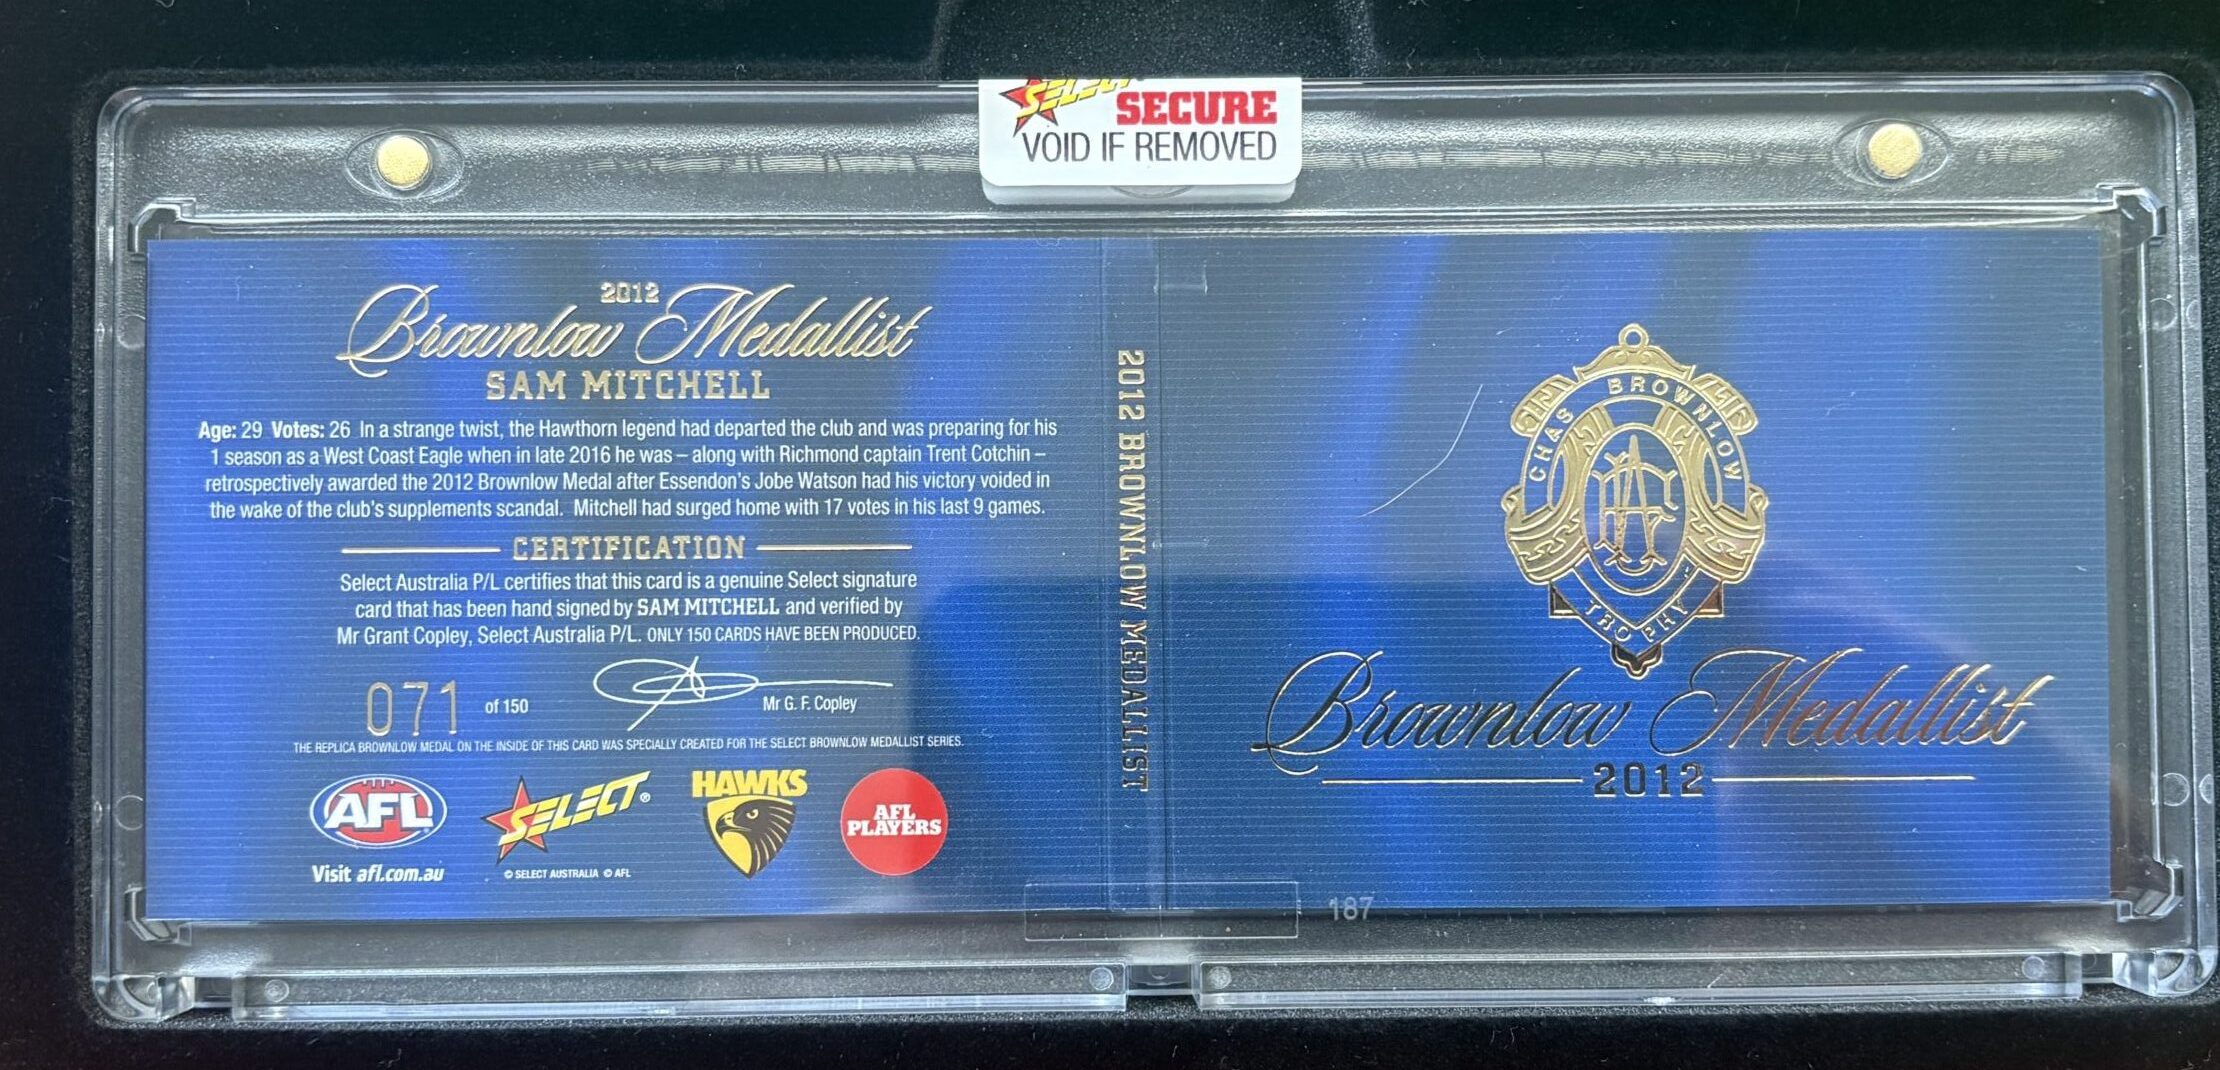 SELECT SECURE
VOID IF REMOVED
2012
Brownlow Medallist
SAM MITCHELL
Age: 29 Votes: 26 In a strange twist, the Hawthorn legend had departed the club and was preparing for his
1 season as a West Coast Eagle when in late 2016 he was – along with Richmond captain Trent Cotchin –
retrospectively awarded the 2012 Brownlow Medal after Essendon's Jobe Watson had his victory voided in
the wake of the club's supplements scandal. Mitchell had surged home with 17 votes in his last 9 games.
CERTIFICATION
Select Australia P/L certifies that this card is a genuine Select signature
card that has been hand signed by SAM MITCHELL and verified by
Mr Grant Copley, Select Australia P/L. ONLY 150 CARDS HAVE BEEN PRODUCED.
071 of 150
Mr G. F. Copley
THE REPLICA BROWNLOW MEDAL ON THE INSIDE OF THIS CARD WAS SPECIALLY CREATED FOR THE SELECT BROWNLOW MEDALLIST SERIES.
AFL
Visit afl.com.au
SELECT®
© SELECT AUSTRALIA © AFL
HAWKS
AFL
PLAYERS
2012 BROWNLOW MEDALLIST
CHAS BROWNLOW
TROPHY
Brownlow Medallist
2012
187